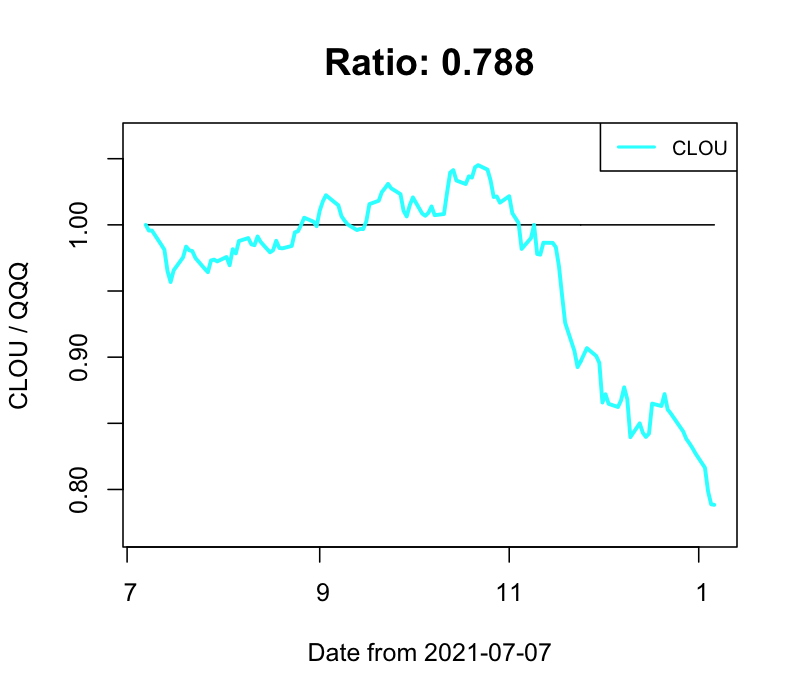 Ratio: 0.788
CLOU
CLOU / QQQ
1.00
0.90
0.80
7 9 11 1
Date from 2021-07-07